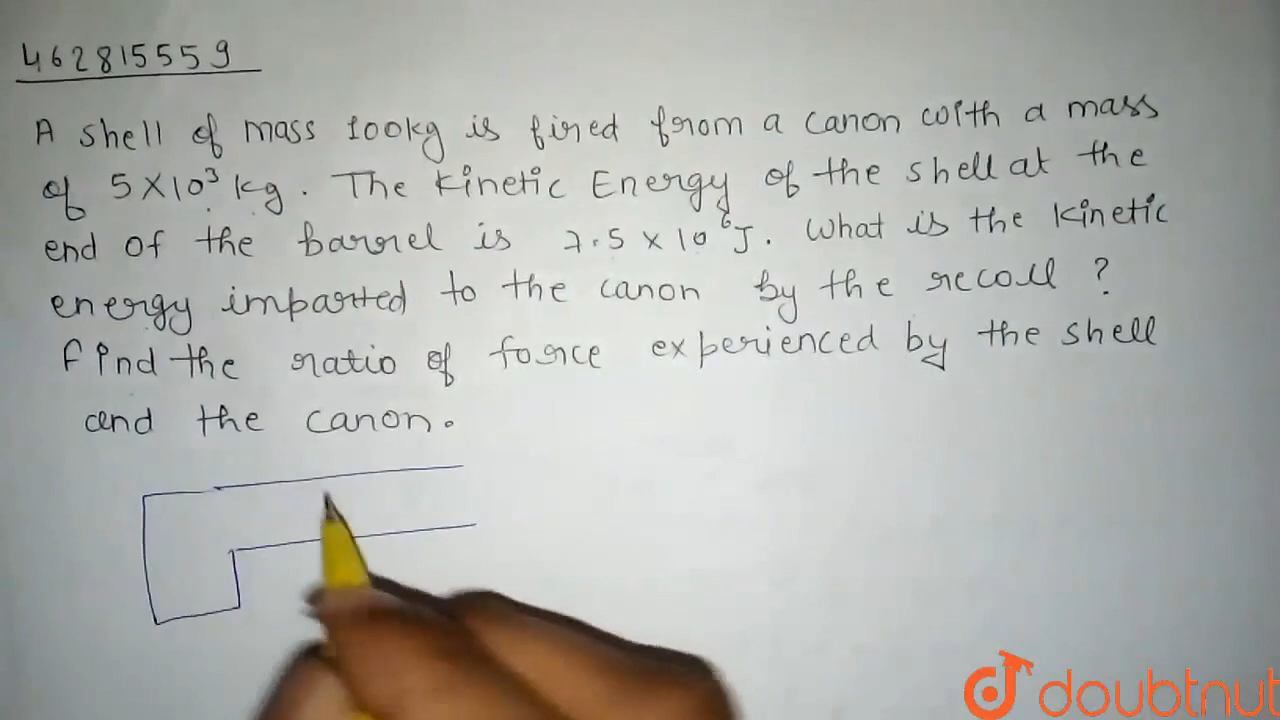 462815559
A shell of mass 100kg is fired from a canon with a mass
of 5×10³ kg. The Kinetic Energy of the shell at the
end of the barrel is 7.5 × 10⁶J. What is the kinetic
energy imparted to the canon by the recoil ?
Find the ratio of force experienced by the shell
and the canon.
doubtnut